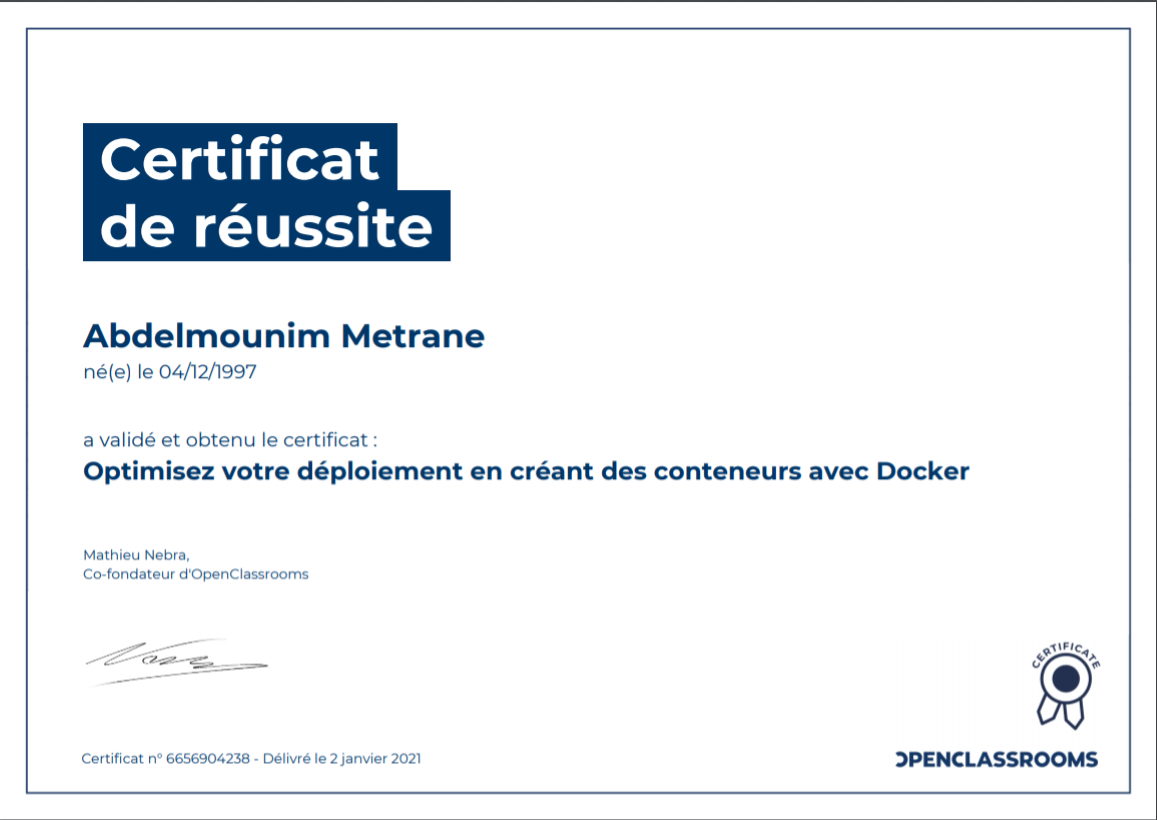 Certificat
de réussite
Abdelmounim Metrane
né(e) le 04/12/1997
a validé et obtenu le certificat :
Optimisez votre déploiement en créant des conteneurs avec Docker
Mathieu Nebra,
Co-fondateur d'OpenClassrooms
CERTIFICATE
Certificat n° 6656904238 - Délivré le 2 janvier 2021
OPENCLASSROOMS